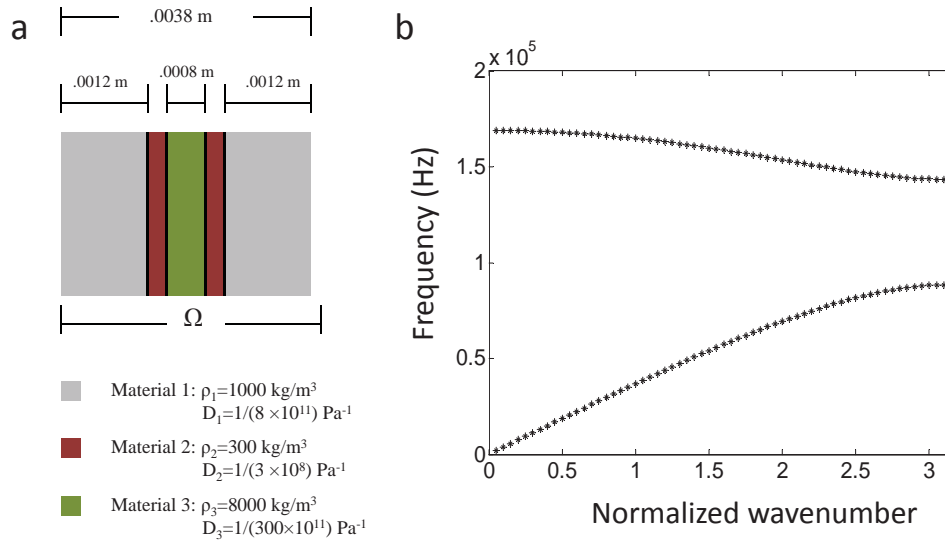 a
.0038 m
.0012 m
.0008 m
.0012 m
Ω
Material 1: ρ₁=1000 kg/m³
D₁=1/(8 ×10¹¹) Pa⁻¹
Material 2: ρ₂=300 kg/m³
D₂=1/(3 ×10⁸) Pa⁻¹
Material 3: ρ₃=8000 kg/m³
D₃=1/(300×10¹¹) Pa⁻¹
b
× 10⁵
2
1.5
1
0.5
0
Frequency (Hz)
0 0.5 1 1.5 2 2.5 3
Normalized wavenumber